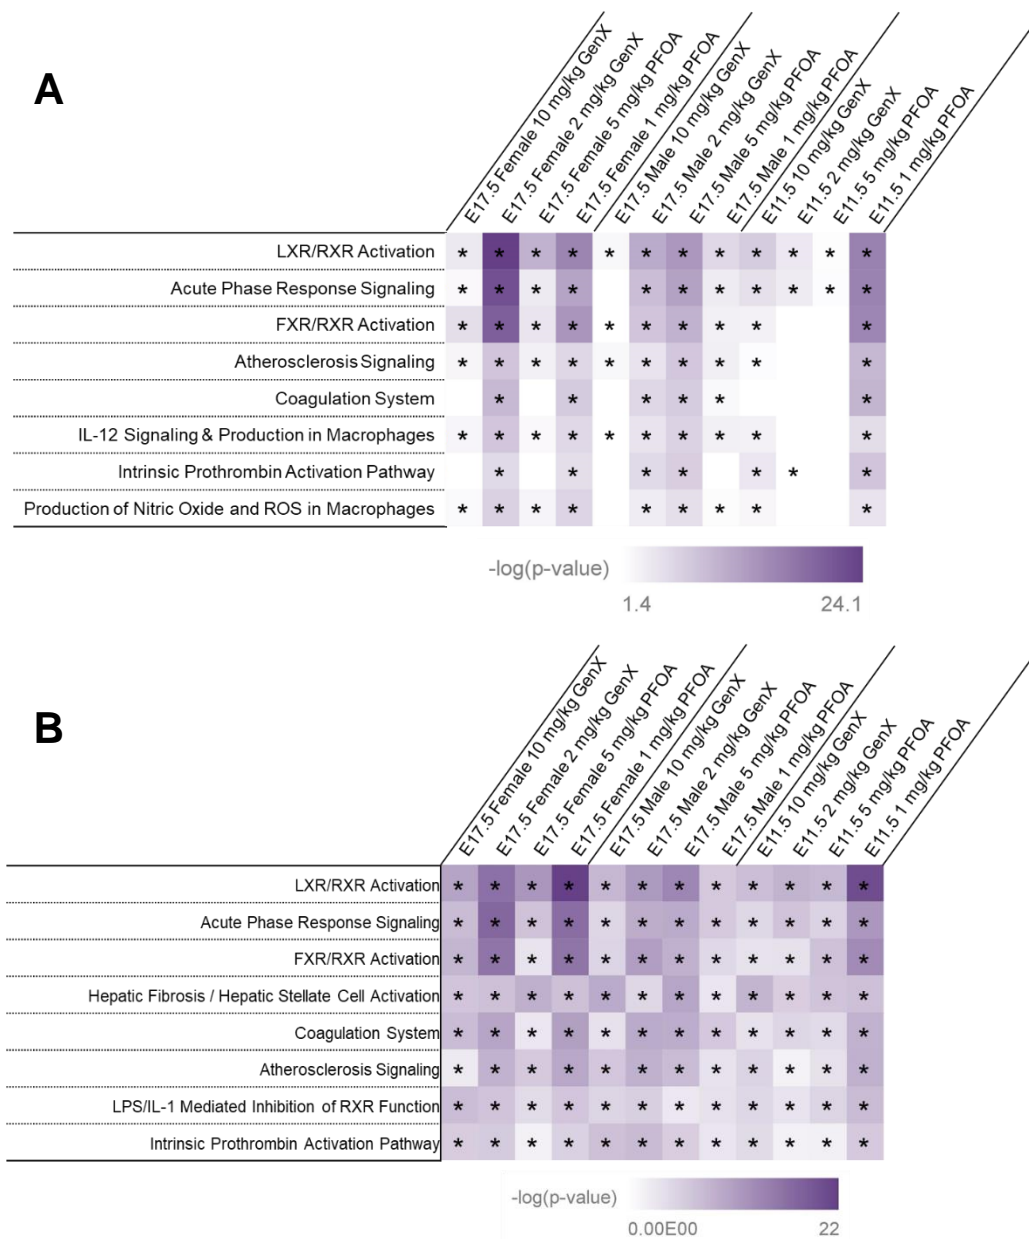 A
E17.5 Female 10 mg/kg GenX
E17.5 Female 2 mg/kg GenX
E17.5 Female 5 mg/kg PFOA
E17.5 Female 1 mg/kg PFOA
E17.5 Male 10 mg/kg GenX
E17.5 Male 2 mg/kg GenX
E17.5 Male 5 mg/kg PFOA
E17.5 Male 1 mg/kg PFOA
E11.5 10 mg/kg GenX
E11.5 2 mg/kg GenX
E11.5 5 mg/kg PFOA
E11.5 1 mg/kg PFOA
LXR/RXR Activation * * * * * * * * * * * *
Acute Phase Response Signaling * * * * * * * * * * *
FXR/RXR Activation * * * * * * * * * *
Atherosclerosis Signaling * * * * * * * * * *
Coagulation System * * * * * *
IL-12 Signaling & Production in Macrophages * * * * * * * * * *
Intrinsic Prothrombin Activation Pathway * * * * * * *
Production of Nitric Oxide and ROS in Macrophages * * * * * * * * *
-log(p-value)
1.4 24.1
B
E17.5 Female 10 mg/kg GenX
E17.5 Female 2 mg/kg GenX
E17.5 Female 5 mg/kg PFOA
E17.5 Female 1 mg/kg PFOA
E17.5 Male 10 mg/kg GenX
E17.5 Male 2 mg/kg GenX
E17.5 Male 5 mg/kg PFOA
E17.5 Male 1 mg/kg PFOA
E11.5 10 mg/kg GenX
E11.5 2 mg/kg GenX
E11.5 5 mg/kg PFOA
E11.5 1 mg/kg PFOA
LXR/RXR Activation * * * * * * * * * * * *
Acute Phase Response Signaling * * * * * * * * * * * *
FXR/RXR Activation * * * * * * * * * * * *
Hepatic Fibrosis / Hepatic Stellate Cell Activation * * * * * * * * * * * *
Coagulation System * * * * * * * * * * * *
Atherosclerosis Signaling * * * * * * * * * * * *
LPS/IL-1 Mediated Inhibition of RXR Function * * * * * * * * * * * *
Intrinsic Prothrombin Activation Pathway * * * * * * * * * * * *
-log(p-value)
0.00E00 22